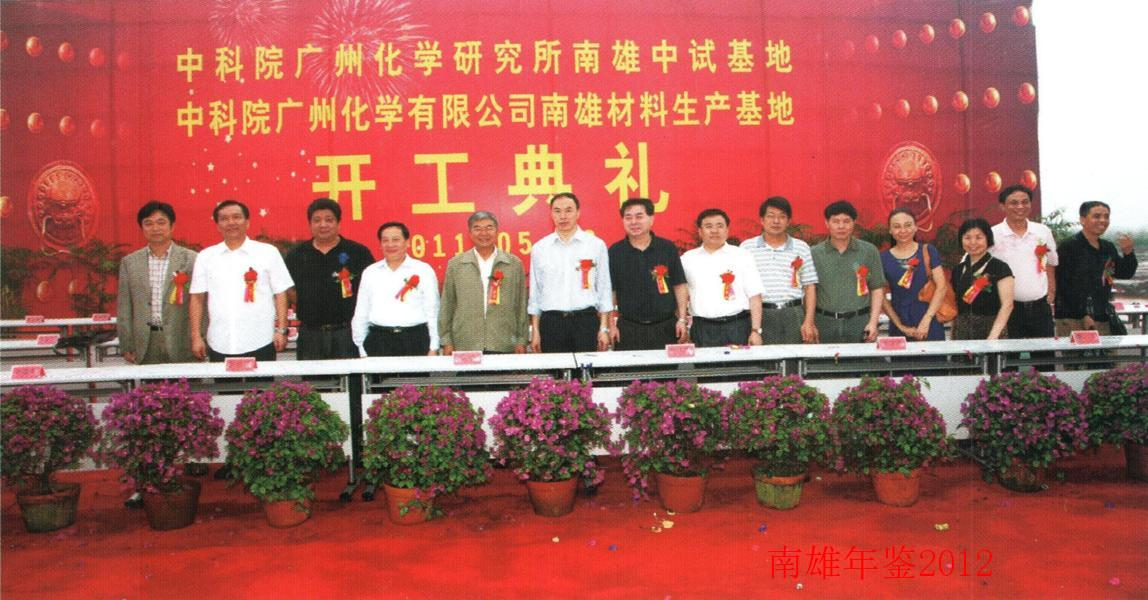 中科院广州化学研究所南雄中试基地
中科院广州化学有限公司南雄材料生产基地
开工典礼
南雄年鉴2012